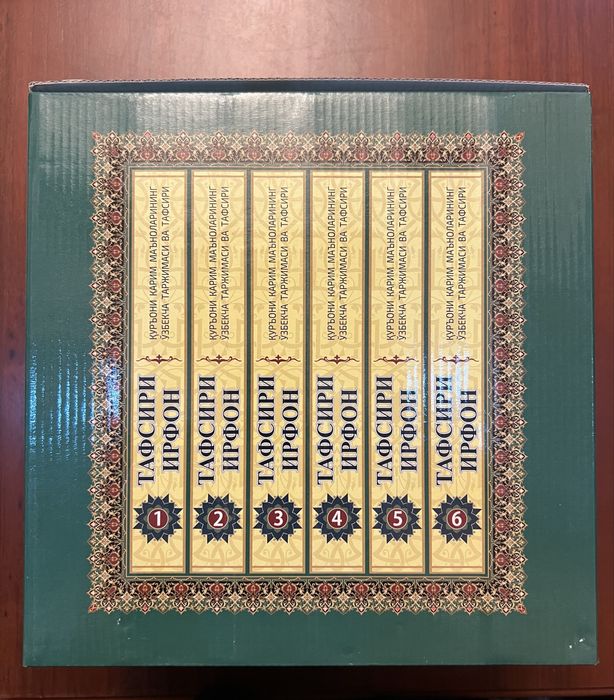 ҚУРЪОНИ КАРИМ МАЪНОЛАРИНИНГ
ЎЗБЕКЧА ТАРЖИМАСИ ВА ТАФСИРИ
ТАФСИРИ
ИРФОН
1
ҚУРЪОНИ КАРИМ МАЪНОЛАРИНИНГ
ЎЗБЕКЧА ТАРЖИМАСИ ВА ТАФСИРИ
ТАФСИРИ
ИРФОН
2
ҚУРЪОНИ КАРИМ МАЪНОЛАРИНИНГ
ЎЗБЕКЧА ТАРЖИМАСИ ВА ТАФСИРИ
ТАФСИРИ
ИРФОН
3
ҚУРЪОНИ КАРИМ МАЪНОЛАРИНИНГ
ЎЗБЕКЧА ТАРЖИМАСИ ВА ТАФСИРИ
ТАФСИРИ
ИРФОН
4
ҚУРЪОНИ КАРИМ МАЪНОЛАРИНИНГ
ЎЗБЕКЧА ТАРЖИМАСИ ВА ТАФСИРИ
ТАФСИРИ
ИРФОН
5
ҚУРЪОНИ КАРИМ МАЪНОЛАРИНИНГ
ЎЗБЕКЧА ТАРЖИМАСИ ВА ТАФСИРИ
ТАФСИРИ
ИРФОН
6